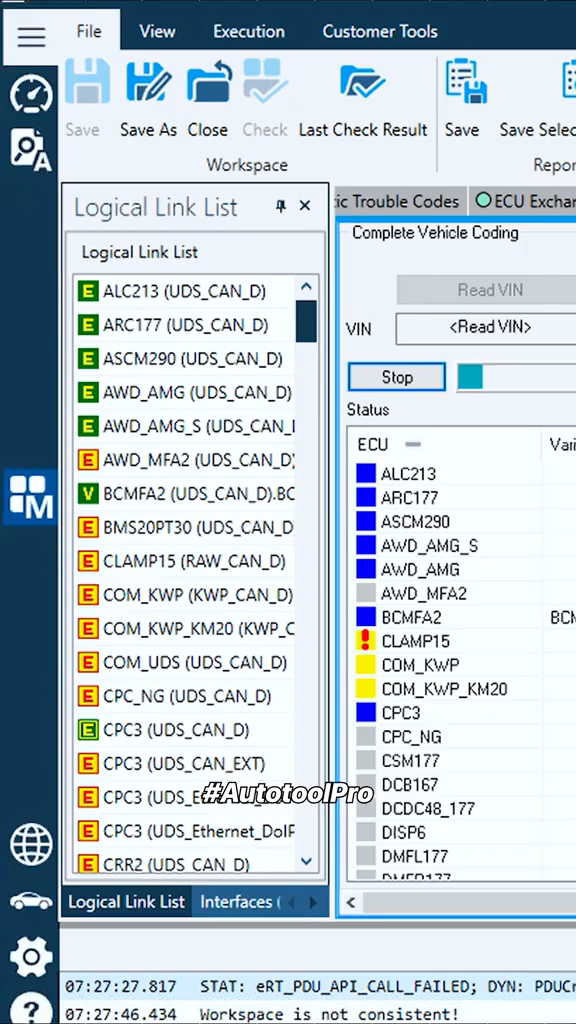 File View Execution Customer Tools
Save Save As Close Check Last Check Result Save Save Selec
Workspace Repor
Logical Link List
ic Trouble Codes ECU Exchan
Logical Link List
E ALC213 (UDS_CAN_D)
E ARC177 (UDS_CAN_D)
E ASCM290 (UDS_CAN_D)
E AWD_AMG (UDS_CAN_D)
E AWD_AMG_S (UDS_CAN_
E AWD_MFA2 (UDS_CAN_D)
V BCMFA2 (UDS_CAN_D).BC
E BMS20PT30 (UDS_CAN_D
E CLAMP15 (RAW_CAN_D)
E COM_KWP (KWP_CAN_D)
E COM_KWP_KM20 (KWP_C
E COM_UDS (UDS_CAN_D)
E CPC_NG (UDS_CAN_D)
E CPC3 (UDS_CAN_D)
E CPC3 (UDS_CAN_EXT)
E CPC3 (UDS_E
E CPC3 (UDS_Ethernet_DoIP
E CRR2 (UDS_CAN_D)
Logical Link List Interfaces (
Complete Vehicle Coding
Read VIN
VIN <Read VIN>
Stop
Status
ECU Vari
ALC213
ARC177
ASCM290
AWD_AMG_S
AWD_AMG
AWD_MFA2
BCMFA2 BCM
CLAMP15
COM_KWP
COM_KWP_KM20
CPC3
CPC_NG
CSM177
DCB167
DCDC48_177
DISP6
DMFL177
DMFR177
#AutotoolPro
M
07:27:27.817 STAT: eRT_PDU_API_CALL_FAILED; DYN: PDUCr
07:27:46.434 Workspace is not consistent!